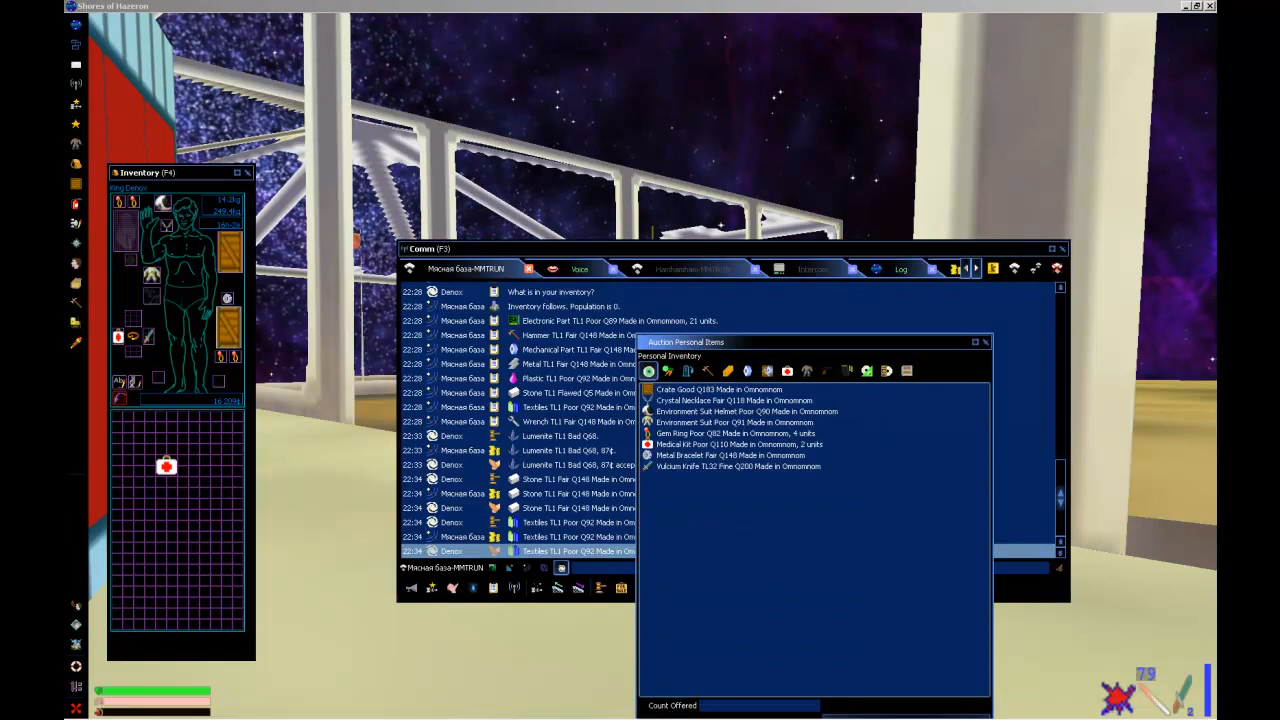 Shores of Hazeron
Inventory (F4)
King Denox
14.2kg
249.4kg
16209¢
Comm (F3)
Мясная база-MMTRUN
Voice
Hamhamham-MMTRUN
Intercom
Log
22:28 Denox What is in your inventory?
22:28 Мясная база Inventory follows. Population is 0.
22:28 Мясная база Electronic Part TL1 Poor Q89 Made in Omnomnom, 21 units.
22:28 Мясная база Hammer TL1 Fair Q148 Made in
22:28 Мясная база Mechanical Part TL1 Fair Q148 Ma
22:28 Мясная база Metal TL1 Fair Q148 Made in Omn
22:28 Мясная база Plastic TL1 Poor Q92 Made in Om
22:28 Мясная база Stone TL1 Flawed Q5 Made in Om
22:28 Мясная база Textiles TL1 Poor Q92 Made in Om
22:28 Мясная база Wrench TL1 Fair Q148 Made in Om
22:33 Denox Lumenite TL1 Bad Q68.
22:33 Мясная база Lumenite TL1 Bad Q68, 87¢.
22:33 Denox Lumenite TL1 Bad Q68, 87¢ accep
22:34 Denox Stone TL1 Fair Q148 Made in Omn
22:34 Мясная база Stone TL1 Fair Q148 Made in Omn
22:34 Denox Stone TL1 Fair Q148 Made in Omn
22:34 Denox Textiles TL1 Poor Q92 Made in Om
22:34 Мясная база Textiles TL1 Poor Q92 Made in Om
22:34 Denox Textiles TL1 Poor Q92 Made in Om
Мясная база-MMTRUN
Auction Personal Items
Personal Inventory
Crate Good Q183 Made in Omnomnom
Crystal Necklace Fair Q118 Made in Omnomnom
Environment Suit Helmet Poor Q90 Made in Omnomnom
Environment Suit Poor Q91 Made in Omnomnom
Gem Ring Poor Q82 Made in Omnomnom, 4 units
Medical Kit Poor Q110 Made in Omnomnom, 2 units
Metal Bracelet Fair Q148 Made in Omnomnom
Vulcium Knife TL32 Fine Q200 Made in Omnomnom
Count Offered
79
2